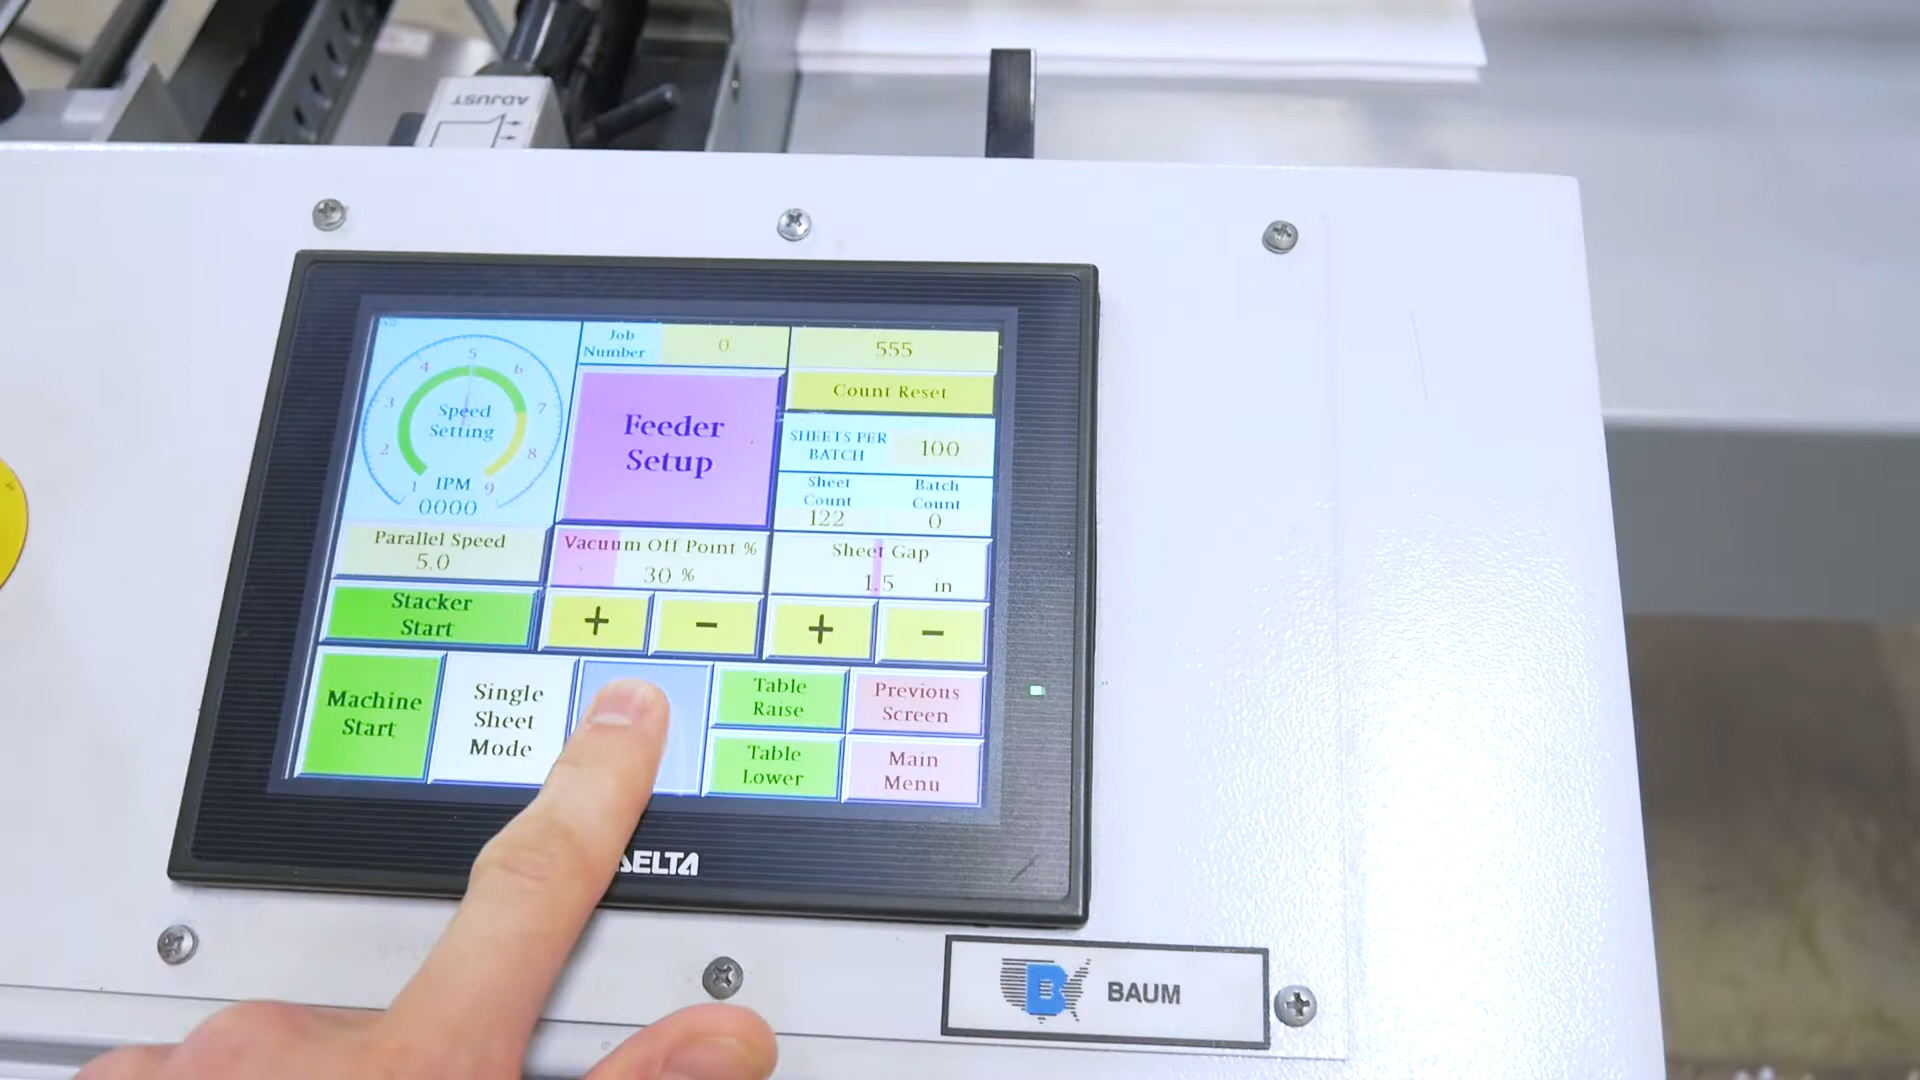 ADJUST
Job
Number
0
555
Count Reset
Feeder
Setup
SHEETS PER
BATCH
100
Sheet
Count
122
Batch
Count
0
1
2
3
4
5
6
7
8
9
Speed
Setting
IPM
0000
Parallel Speed
5.0
Vacuum Off Point %
30 %
Sheet Gap
1.5 in
Stacker
Start
+
-
+
-
Machine
Start
Single
Sheet
Mode
Table
Raise
Previous
Screen
Table
Lower
Main
Menu
DELTA
B
BAUM